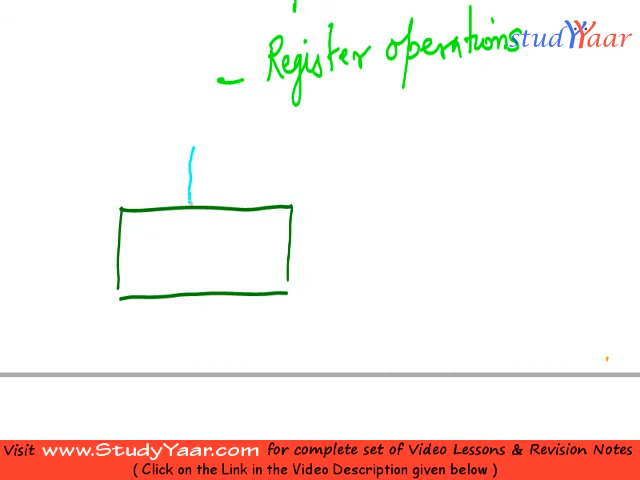 - Register operations
studYYaar
Visit www.StudyYaar.com for complete set of Video Lessons & Revision Notes
( Click on the Link in the Video Description given below )